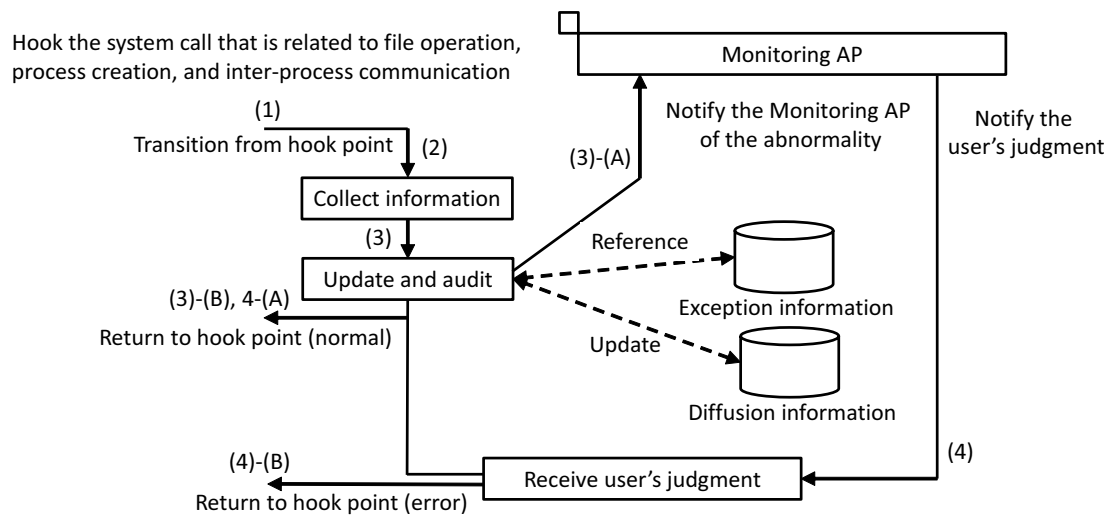 Hook the system call that is related to file operation,
process creation, and inter-process communication
Monitoring AP
(1)
Transition from hook point
(2)
Notify the Monitoring AP
of the abnormality
Notify the
user's judgment
(3)-(A)
Collect information
(3)
Reference
Update and audit
Exception information
(3)-(B), 4-(A)
Return to hook point (normal)
Update
Diffusion information
(4)
(4)-(B)
Receive user's judgment
Return to hook point (error)